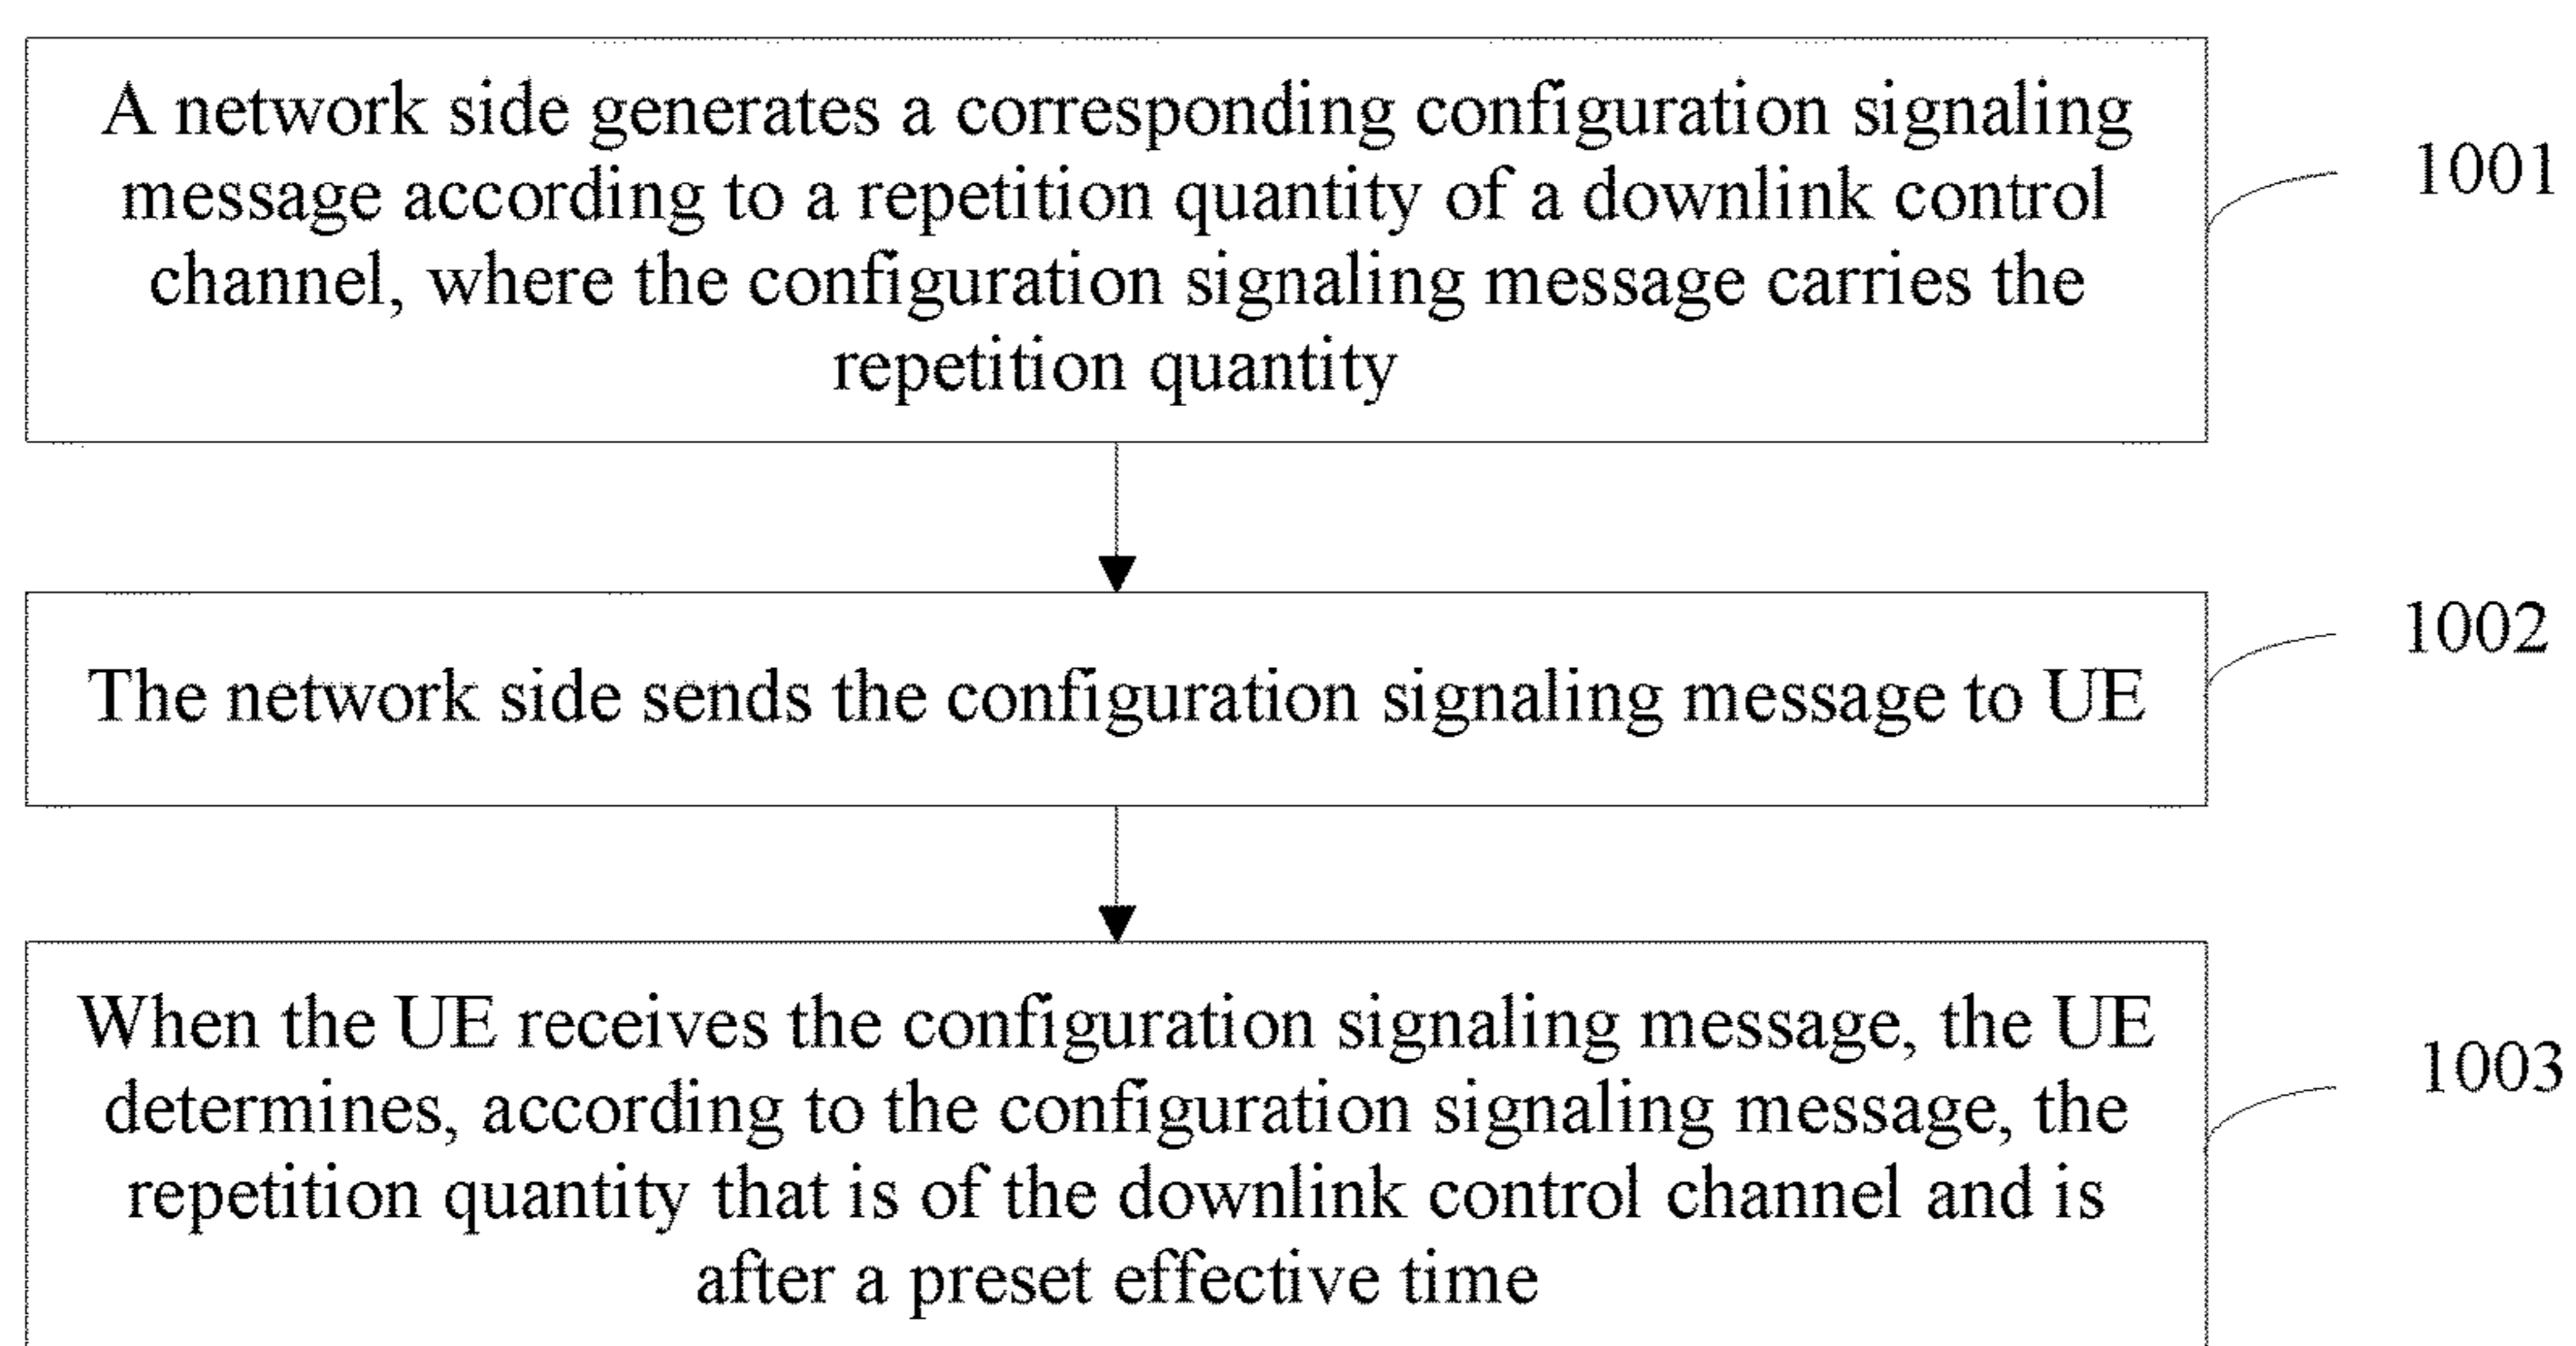 A network side generates a corresponding configuration signaling
message according to a repetition quantity of a downlink control
channel, where the configuration signaling message carries the
repetition quantity
1001
The network side sends the configuration signaling message to UE
1002
When the UE receives the configuration signaling message, the UE
determines, according to the configuration signaling message, the
repetition quantity that is of the downlink control channel and is
after a preset effective time
1003